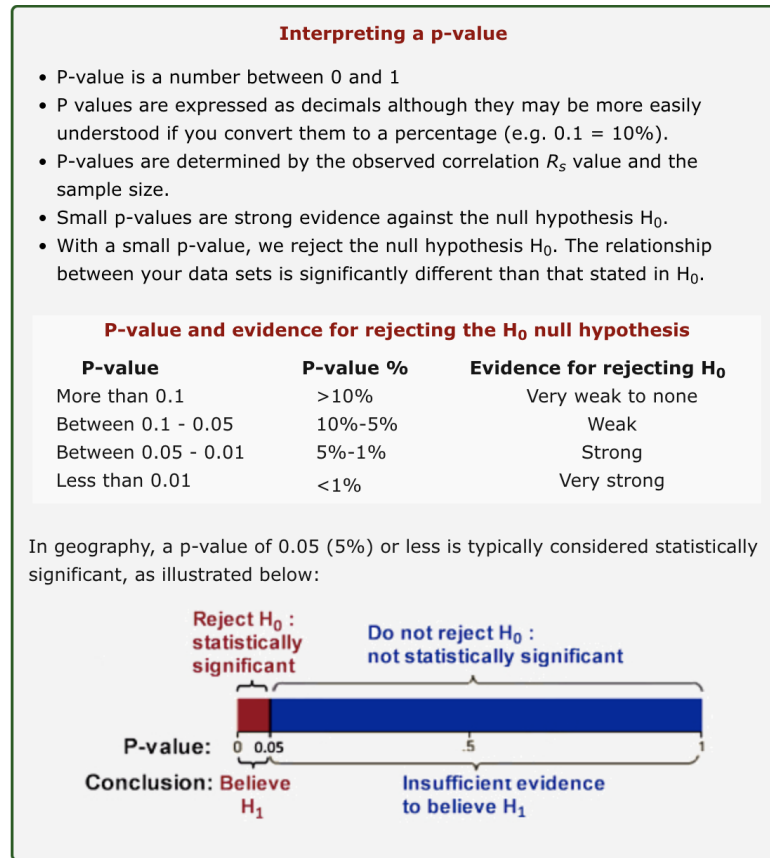 Interpreting a p-value
• P-value is a number between 0 and 1
• P values are expressed as decimals although they may be more easily
understood if you convert them to a percentage (e.g. 0.1 = 10%).
• P-values are determined by the observed correlation Rs value and the
sample size.
• Small p-values are strong evidence against the null hypothesis H0.
• With a small p-value, we reject the null hypothesis H0. The relationship
between your data sets is significantly different than that stated in H0.
P-value and evidence for rejecting the H0 null hypothesis
P-value P-value % Evidence for rejecting H0
More than 0.1 >10% Very weak to none
Between 0.1 - 0.05 10%-5% Weak
Between 0.05 - 0.01 5%-1% Strong
Less than 0.01 <1% Very strong
In geography, a p-value of 0.05 (5%) or less is typically considered statistically
significant, as illustrated below:
Reject H0 :
statistically
significant
Do not reject H0 :
not statistically significant
P-value: 0 0.05 .5 1
Conclusion: Believe
H1
Insufficient evidence
to believe H1